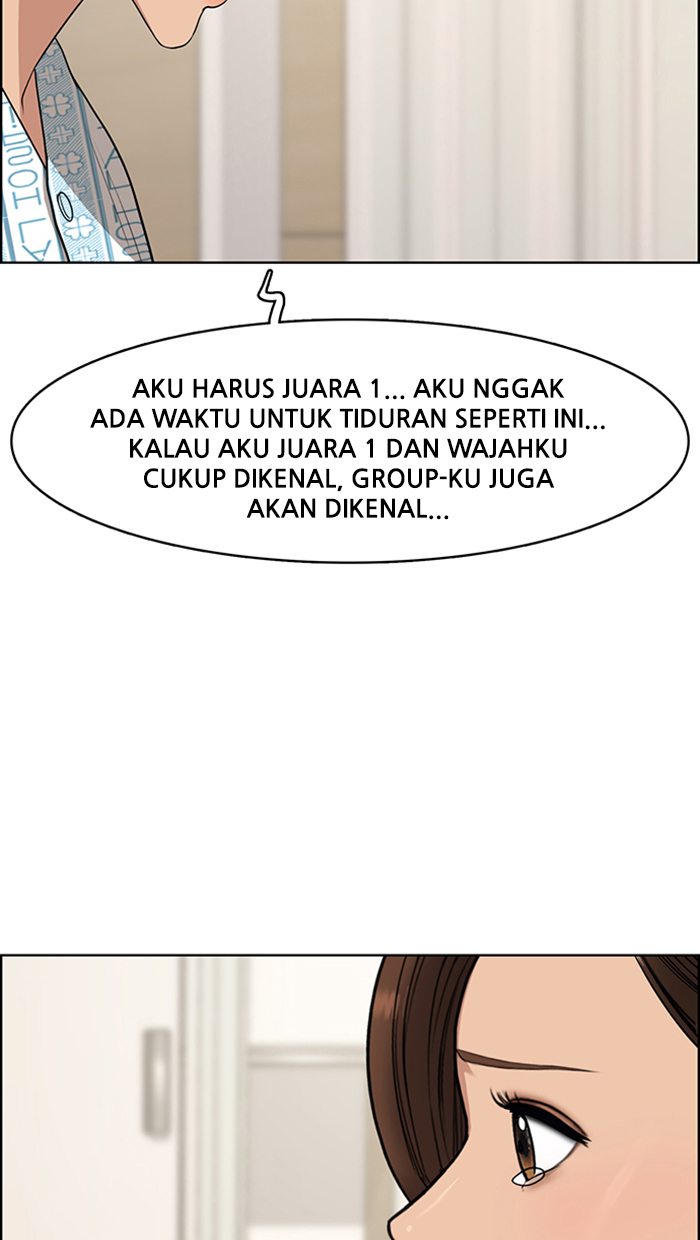 AKU HARUS JUARA 1... AKU NGGAK
ADA WAKTU UNTUK TIDURAN SEPERTI INI...
KALAU AKU JUARA 1 DAN WAJAHKU
CUKUP DIKENAL, GROUP-KU JUGA
AKAN DIKENAL...